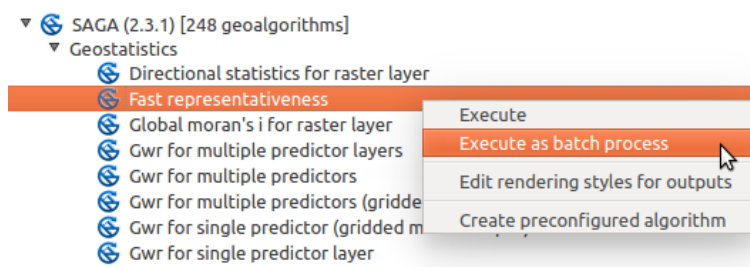 SAGA (2.3.1) [248 geoalgorithms]
Geostatistics
Directional statistics for raster layer
Fast representativeness
Execute
Global moran's i for raster layer
Execute as batch process
Gwr for multiple predictor layers
Gwr for multiple predictors
Edit rendering styles for outputs
Gwr for multiple predictors (gridde
Create preconfigured algorithm
Gwr for single predictor (gridded m
Gwr for single predictor layer